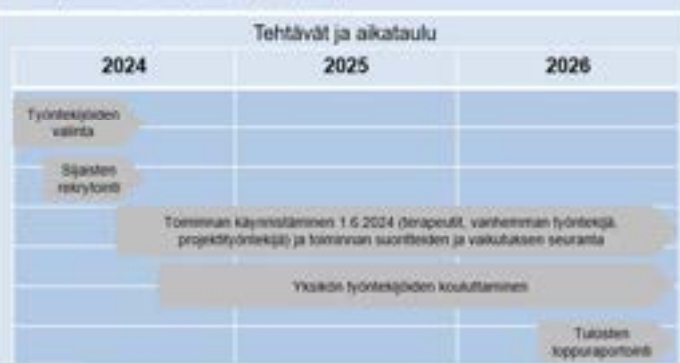 Tehtävät ja aikataulu
2024 2025 2026
Työntekijöiden
valinta
Sijaisten
rekrytointi
Toiminnan käynnistäminen 1.6.2024 (terapeutit, vanhemman työntekijä,
projektityöntekijä) ja toiminnan suoritteiden ja vaikutuksen seuranta
Yksikön työntekijöiden kouluttaminen
Tulosten
loppuraportointi